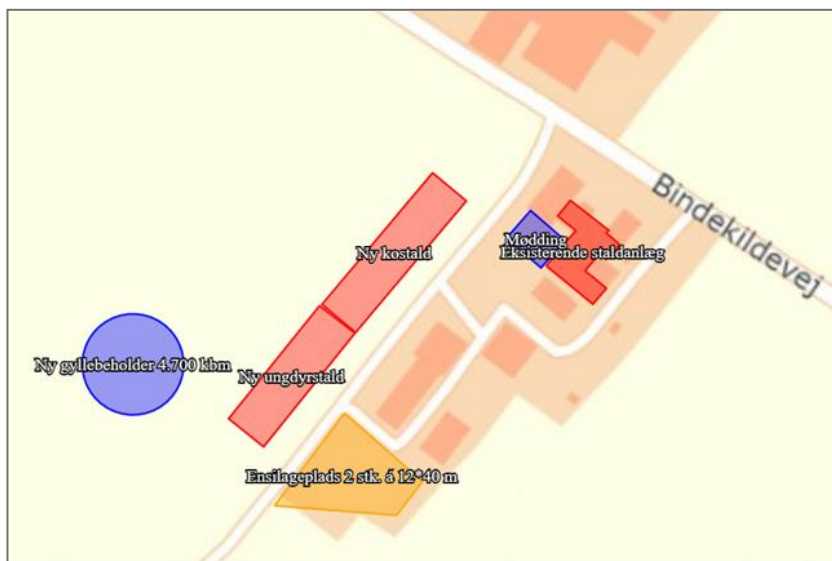 Bindekildevej
Mødding
Eksisterende staldanlæg
Ny kostald
Ny gyllebeholder 4.700 kbm
Ny ungdyrstald
Ensilageplads 2 stk. á 12*40 m